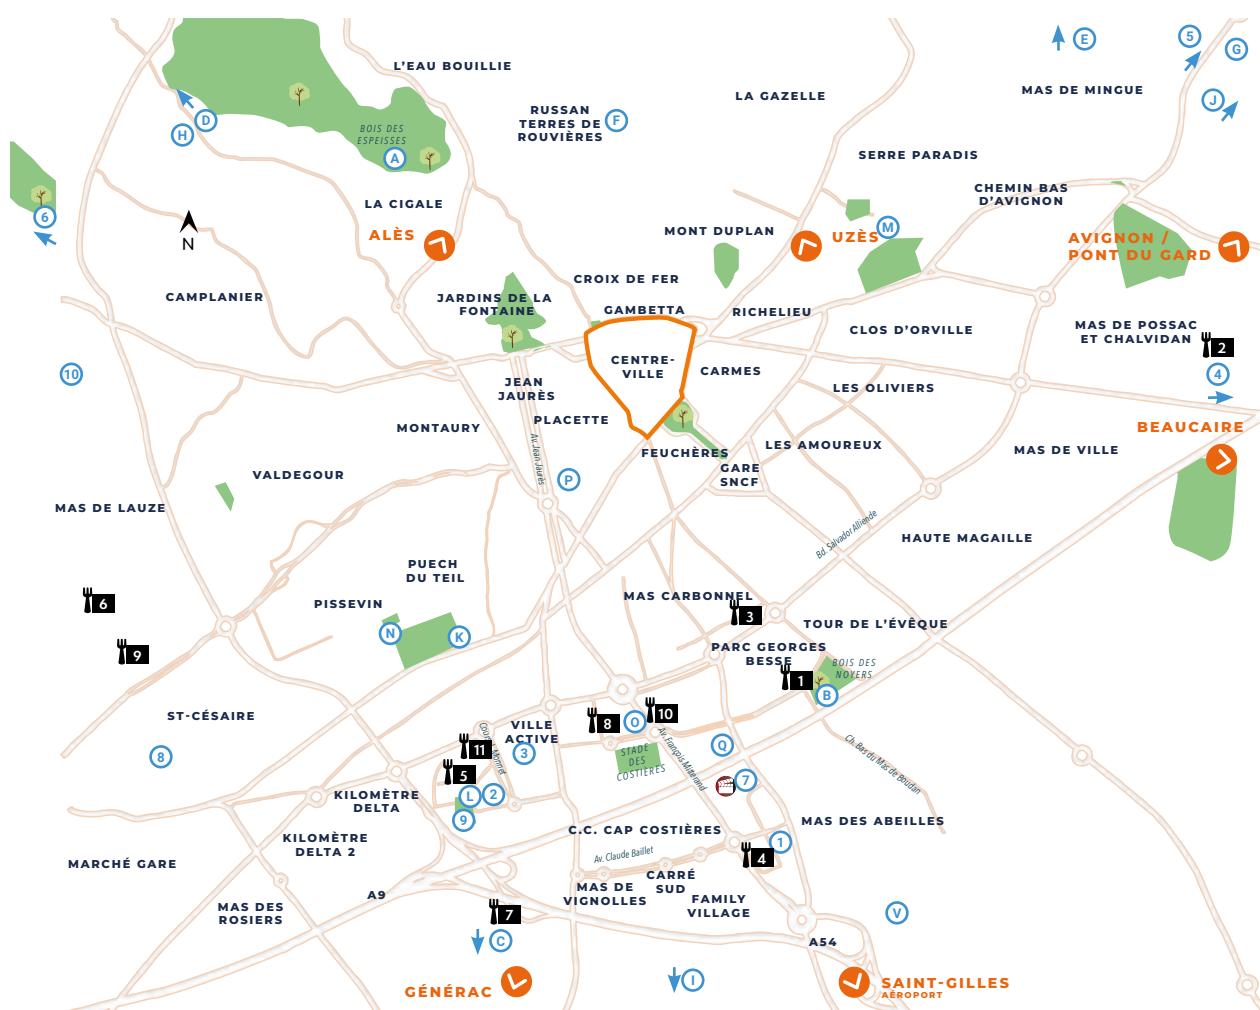 5
E
G
L'EAU BOUILLIE
MAS DE MINGUE
LA GAZELLE
J
RUSSAN
TERRES DE
ROUVIÈRES
F
D
H
BOIS DES
ESPEISSES
A
SERRE PARADIS
CHEMIN BAS
D'AVIGNON
LA CIGALE
6
M
N
ALÈS
MONT DUPLAN
UZÈS
AVIGNON /
PONT DU GARD
CROIX DE FER
CAMPLANIER
JARDINS DE LA
FONTAINE
GAMBETTA
RICHELIEU
CLOS D'ORVILLE
MAS DE POSSAC
ET CHALVIDAN
2
10
CENTRE-
VILLE
CARMES
4
JEAN
JAURÈS
LES OLIVIERS
PLACETTE
MONTAURY
BEAUCAIRE
Av. Jean Jaurès
FEUCHÈRES
LES AMOUREUX
MAS DE VILLE
GARE
SNCF
VALDEGOUR
P
MAS DE LAUZE
Bd. Salvador Alliende
HAUTE MAGAILLE
PUECH
DU TEIL
6
PISSEVIN
MAS CARBONNEL
3
TOUR DE L'ÉVÊQUE
N
K
9
PARC GEORGES
BESSE
BOIS DES
NOYERS
1
B
ST-CÉSAIRE
VILLE
ACTIVE
8
O
10
Cours J. Monnet
Av. François Mitterand
Q
Ch. Bas du Mas de Boudan
8
11
3
STADE
DES
COSTIÈRES
5
7
KILOMÈTRE
DELTA
L
2
9
C.C. CAP COSTIÈRES
MAS DES ABEILLES
KILOMÈTRE
DELTA 2
1
Av. Claude Baillet
4
MARCHÉ GARE
A9
CARRÉ
SUD
MAS DE
VIGNOLLES
FAMILY
VILLAGE
MAS DES
ROSIERS
7
V
C
A54
I
GÉNÉRAC
SAINT-GILLES
AÉROPORT